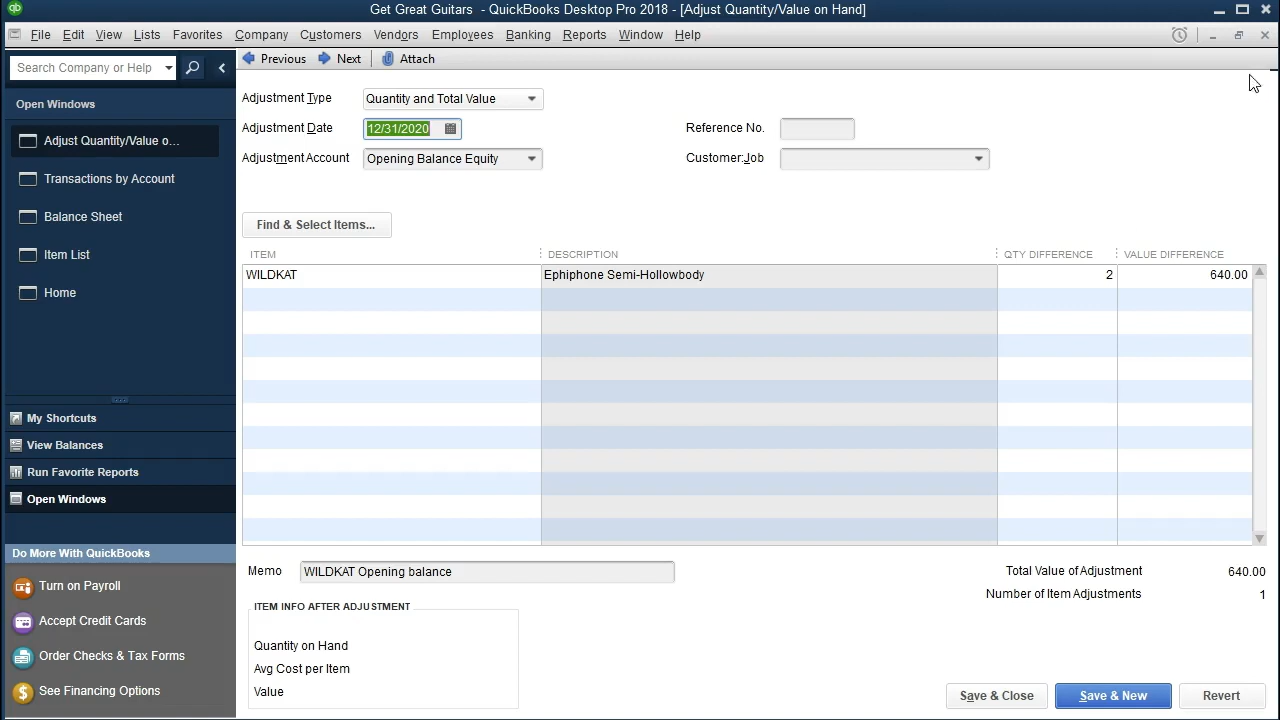 Get Great Guitars - QuickBooks Desktop Pro 2018 - [Adjust Quantity/Value on Hand]
File Edit View Lists Favorites Company Customers Vendors Employees Banking Reports Window Help
Search Company or Help
Previous Next Attach
Open Windows
Adjust Quantity/Value o...
Transactions by Account
Balance Sheet
Item List
Home
My Shortcuts
View Balances
Run Favorite Reports
Open Windows
Do More With QuickBooks
Turn on Payroll
Accept Credit Cards
Order Checks & Tax Forms
See Financing Options
Adjustment Type Quantity and Total Value
Adjustment Date 12/31/2020 Reference No.
Adjustment Account Opening Balance Equity Customer:Job
Find & Select Items...
ITEM DESCRIPTION QTY DIFFERENCE VALUE DIFFERENCE
WILDKAT Ephiphone Semi-Hollowbody 2 640.00
Memo WILDKAT Opening balance Total Value of Adjustment 640.00
Number of Item Adjustments 1
ITEM INFO AFTER ADJUSTMENT
Quantity on Hand
Avg Cost per Item
Value
Save & Close Save & New Revert